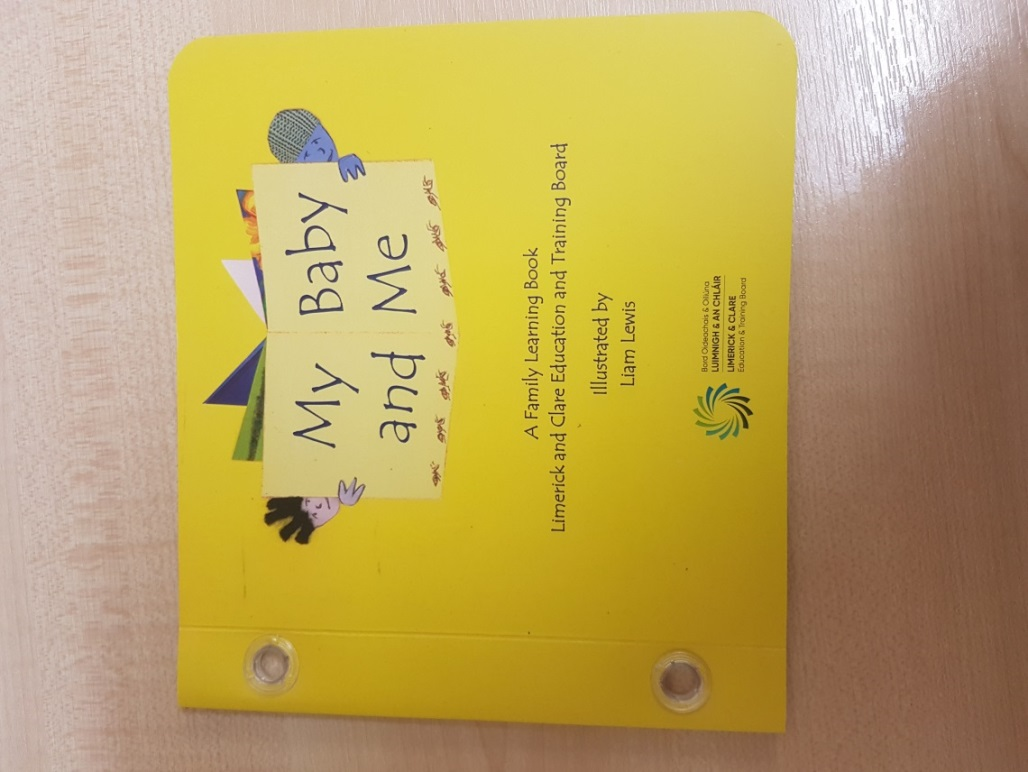 My Baby
and Me
A Family Learning Book
Limerick and Clare Education and Training Board
Illustrated by
Liam Lewis
Bord Oideachais & Oiliúna
LUIMNIGH & AN CHLÁIR
LIMERICK & CLARE
Education & Training Board